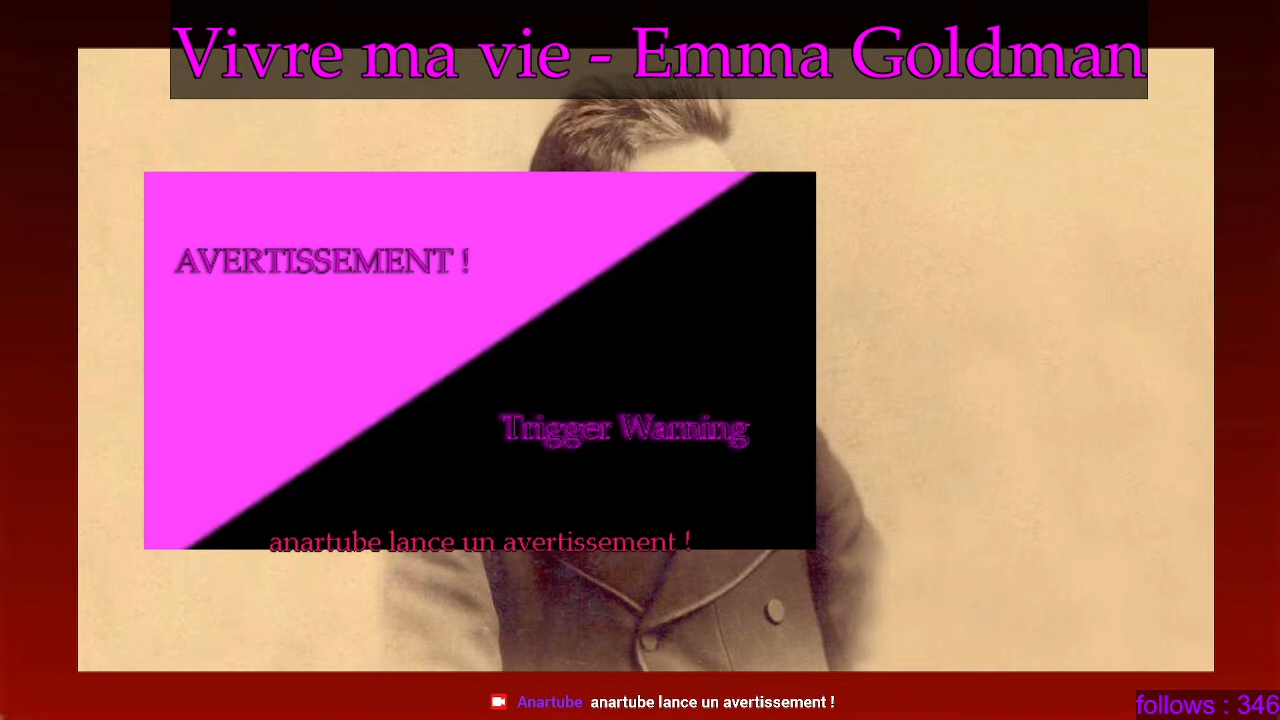 Vivre ma vie - Emma Goldman
AVERTISSEMENT !
Trigger Warning
anartube lance un avertissement !
Anartube anartube lance un avertissement !
follows : 346